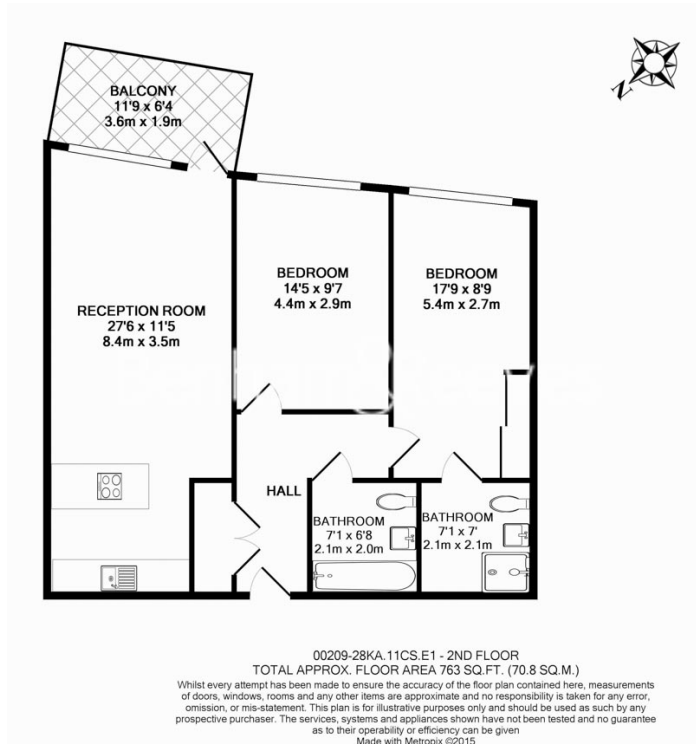 BALCONY
11'9 x 6'4
3.6m x 1.9m
N
BEDROOM
14'5 x 9'7
4.4m x 2.9m
BEDROOM
17'9 x 8'9
5.4m x 2.7m
RECEPTION ROOM
27'6 x 11'5
8.4m x 3.5m
HALL
BATHROOM
7'1 x 6'8
2.1m x 2.0m
BATHROOM
7'1 x 7'
2.1m x 2.1m
00209-28KA.11CS.E1 - 2ND FLOOR
TOTAL APPROX. FLOOR AREA 763 SQ.FT. (70.8 SQ.M.)
Whilst every attempt has been made to ensure the accuracy of the floor plan contained here, measurements
of doors, windows, rooms and any other items are approximate and no responsibility is taken for any error,
omission, or mis-statement. This plan is for illustrative purposes only and should be used as such by any
prospective purchaser. The services, systems and appliances shown have not been tested and no guarantee
as to their operability or efficiency can be given
Made with Metropix ©2015